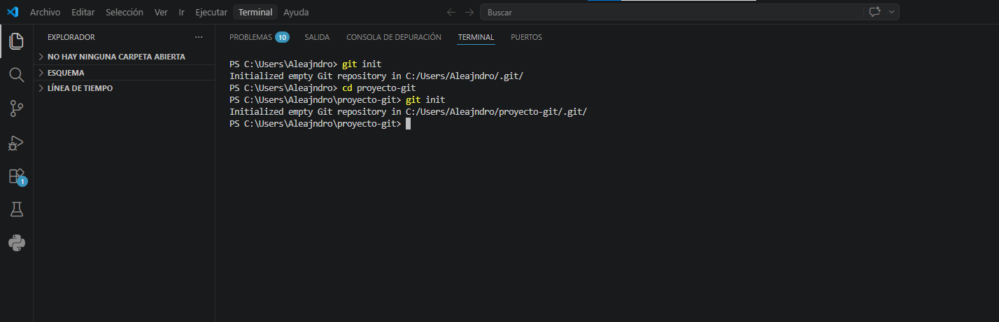 Archivo Editar Selección Ver Ir Ejecutar Terminal Ayuda Buscar
EXPLORADOR
NO HAY NINGUNA CARPETA ABIERTA
ESQUEMA
LÍNEA DE TIEMPO
1
PROBLEMAS 10 SALIDA CONSOLA DE DEPURACIÓN TERMINAL PUERTOS
PS C:\Users\Aleajndro> git init
Initialized empty Git repository in C:/Users/Aleajndro/.git/
PS C:\Users\Aleajndro> cd proyecto-git
PS C:\Users\Aleajndro\proyecto-git> git init
Initialized empty Git repository in C:/Users/Aleajndro/proyecto-git/.git/
PS C:\Users\Aleajndro\proyecto-git>